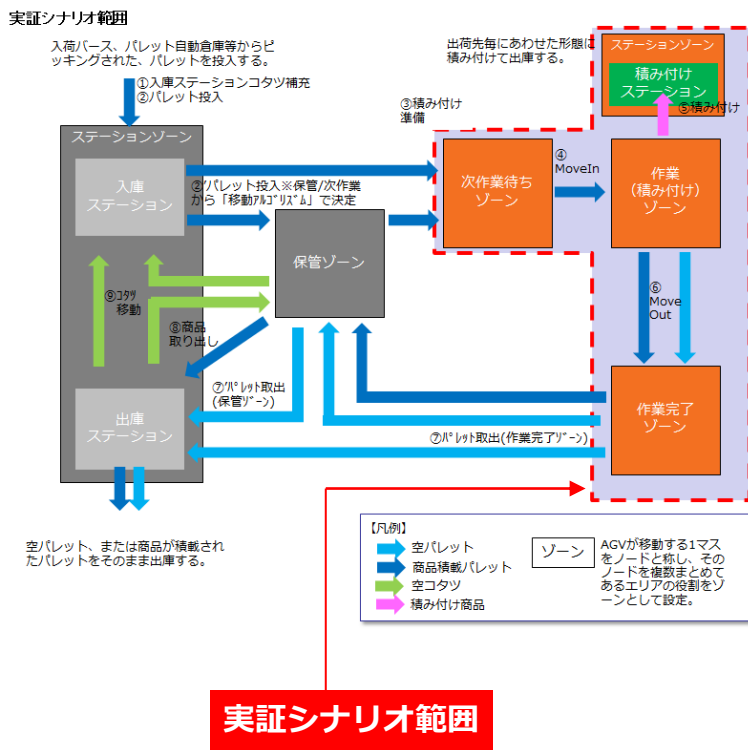 実証シナリオ範囲
入荷バース、パレット自動倉庫等からピ
ッキングされた、パレットを投入する。
①入庫ステーションコタツ補充
②パレット投入
出荷先毎にあわせた形態に
積み付けて出庫する。
ステーションゾーン
積み付け
ステーション
⑤積み付け
③積み付け
準備
ステーションゾーン
入庫
ステーション
②'パレット投入※保管/次作業
から「移動ｱﾙｺﾞﾘｽﾞﾑ」で決定
次作業待ち
ゾーン
④
MoveIn
作業
(積み付け)
ゾーン
保管ゾーン
⑨ｺﾀﾂ
移動
⑧商品
取り出し
⑥
Move
Out
⑦'ﾊﾟﾚｯﾄ取出
(保管ｿﾞｰﾝ)
出庫
ステーション
作業完了
ゾーン
⑦ﾊﾟﾚｯﾄ取出(作業完了ｿﾞｰﾝ)
空パレット、または商品が積載され
たパレットをそのまま出庫する。
【凡例】
空パレット
商品積載パレット
空コタツ
積み付け商品
ゾーン
AGVが移動する1マス
をノードと称し、その
ノードを複数まとめて
あるエリアの役割をゾ
ーンとして設定。
実証シナリオ範囲